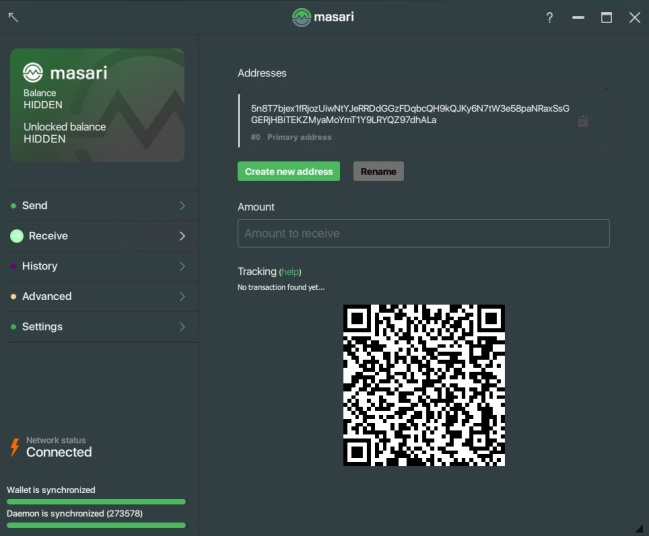 masari
?
masari
Balance
HIDDEN
Unlocked balance
HIDDEN
Send
Receive
History
Advanced
Settings
Network status
Connected
Wallet is synchronized
Daemon is synchronized (273578)
Addresses
5n8T7bjex1fRjozUiwNtYJeRRDdGGzFDqbcQH9kQJKy6N7tW3e58paNRaxSsG
GERjHBiTEKZMyaMoYmT1Y9LRYQZ97dhALa
#0 Primary address
Create new address
Rename
Amount
Amount to receive
Tracking (help)
No transaction found yet...